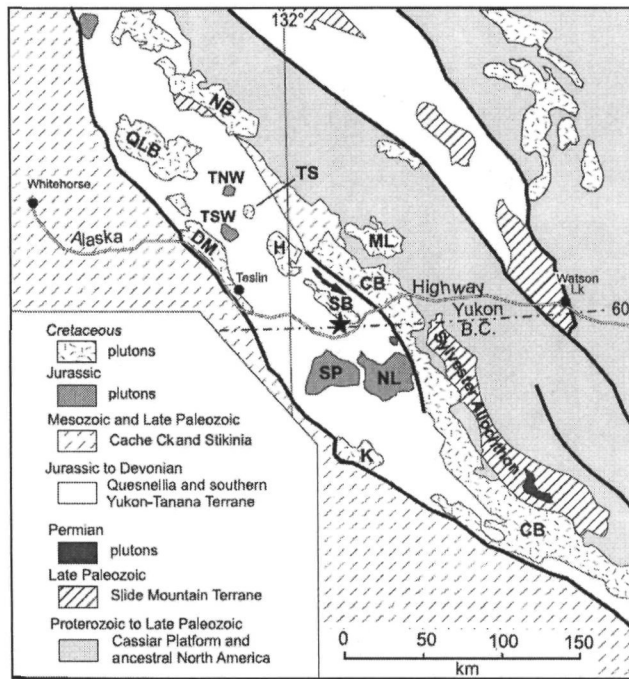 132°
NB
QLB
TNW
TS
Whitehorse
TSW
DM
H
ML
Alaska
Teslin
CB
Highway
Watson
Lk
SB
Yukon
60
B.C.
Sylvester Allochthon
SP
NL
K
CB
Cretaceous
plutons
Jurassic
plutons
Mesozoic and Late Paleozoic
Cache Ck and Stikinia
Jurassic to Devonian
Quesnellia and southern
Yukon-Tanana Terrane
Permian
plutons
Late Paleozoic
Slide Mountain Terrane
Proterozoic to Late Paleozoic
Cassiar Platform and
ancestral North America
0 50 100 150
km